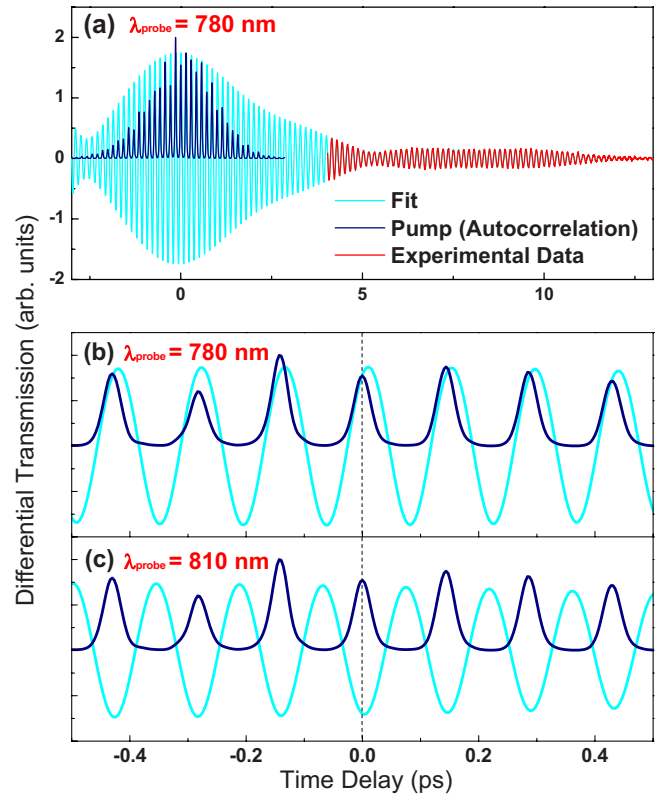 (a) λprobe = 780 nm
2
1
0
-1
-2
Fit
Pump (Autocorrelation)
Experimental Data
0 5 10
Differential Transmission (arb. units)
(b) λprobe = 780 nm
(c) λprobe = 810 nm
-0.4 -0.2 0.0 0.2 0.4
Time Delay (ps)